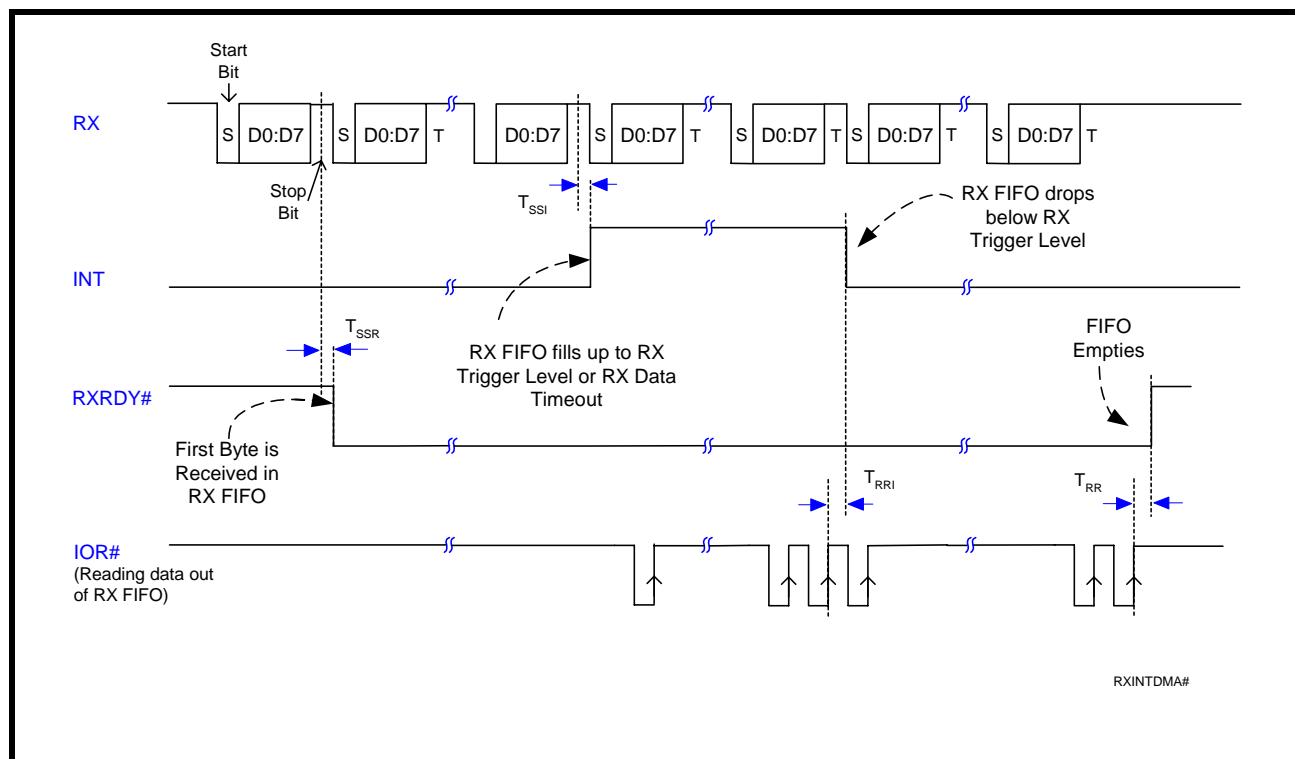 Start
Bit
RX
S D0:D7 S D0:D7 T D0:D7 S D0:D7 T S D0:D7 T S D0:D7 T S D0:D7 T
Stop
Bit
TSSI
RX FIFO drops
below RX
Trigger Level
INT
TSSR
RX FIFO fills up to RX
Trigger Level or RX Data
Timeout
FIFO
Empties
RXRDY#
First Byte is
Received in
RX FIFO
TRRI
TRR
IOR#
(Reading data out
of RX FIFO)
RXINTDMA#